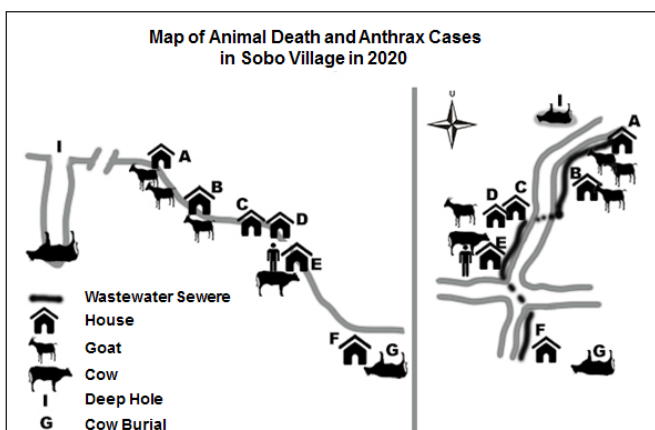 Map of Animal Death and Anthrax Cases
in Sobo Village in 2020
I
A
B
C
D
E
F
G
Wastewater Sewere
House
Goat
Cow
I Deep Hole
G Cow Burial
U
I
A
B
C
D
E
F
G